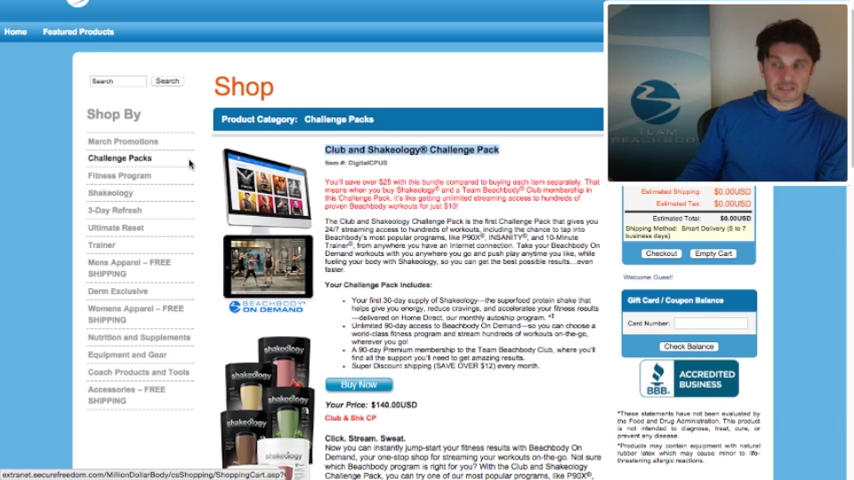 Home
Featured Products
Search
Search
Shop By
March Promotions
Challenge Packs
Fitness Program
Shakeology
3-Day Refresh
Ultimate Reset
Trainer
Mens Apparel – FREE
SHIPPING
Derm Exclusive
Womens Apparel – FREE
SHIPPING
Nutrition and Supplements
Equipment and Gear
Coach Products and Tools
Accessories – FREE
SHIPPING
extranet.securefreedom.com/MillionDollarBody/csShopping/ShoppingCart.asp?
Shop
Product Category: Challenge Packs
Club and Shakeology® Challenge Pack
Item #: DigitalCPUS
You'll save over $25 with this bundle compared to buying each item separately. That
means when you buy Shakeology® and a Team Beachbody® Club membership in
this Challenge Pack, it's like getting unlimited streaming access to hundreds of
proven Beachbody workouts for just $10!
The Club and Shakeology Challenge Pack is the first Challenge Pack that gives you
24/7 streaming access to hundreds of workouts, including the chance to tap into
Beachbody's most popular programs, like P90X®, INSANITY®, and 10-Minute
Trainer®, from anywhere you have an Internet connection. Take your Beachbody On
Demand workouts with you anywhere you go and push play anytime you like, while
fueling your body with Shakeology, so you can get the best possible results...even
faster.
Your Challenge Pack Includes:
Your first 30-day supply of Shakeology—the superfood protein shake that
helps give you energy, reduce cravings, and accelerates your fitness results
—delivered on Home Direct, our monthly autoship program. *‡
Unlimited 90-day access to Beachbody On Demand—so you can choose a
world-class fitness program and stream hundreds of workouts on-the-go,
wherever you go!
A 90-day Premium membership to the Team Beachbody Club, where you'll
find all the support you'll need to get amazing results.
Super Discount shipping (SAVE OVER $12) every month.
BEACHBODY
ON DEMAND
shakeology
shakeology
shakeology
shakeology
Buy Now
Your Price: $140.00USD
Club & Shk CP
Click. Stream. Sweat.
Now you can instantly jump-start your fitness results with Beachbody On
Demand, your one-stop shop for streaming your workouts on-the-go. Not sure
which Beachbody program is right for you? With the Club and Shakeology
Challenge Pack, you can try one of our most popular programs, like P90X®,
TEAM
BEACHBODY
Estimated Shipping: $0.00USD
Estimated Tax: $0.00USD
Estimated Total: $0.00USD
Shipping Method: Smart Delivery (5 to 7
business days)
Checkout
Empty Cart
Welcome Guest!
Gift Card / Coupon Balance
Card Number:
Check Balance
BBB
ACCREDITED
BUSINESS
*These statements have not been evaluated by
the Food and Drug Administration. This product
is not intended to diagnose, treat, cure, or
prevent any disease.
*Products may contain equipment with natural
rubber latex which may cause minor to life-
threatening allergic reactions.